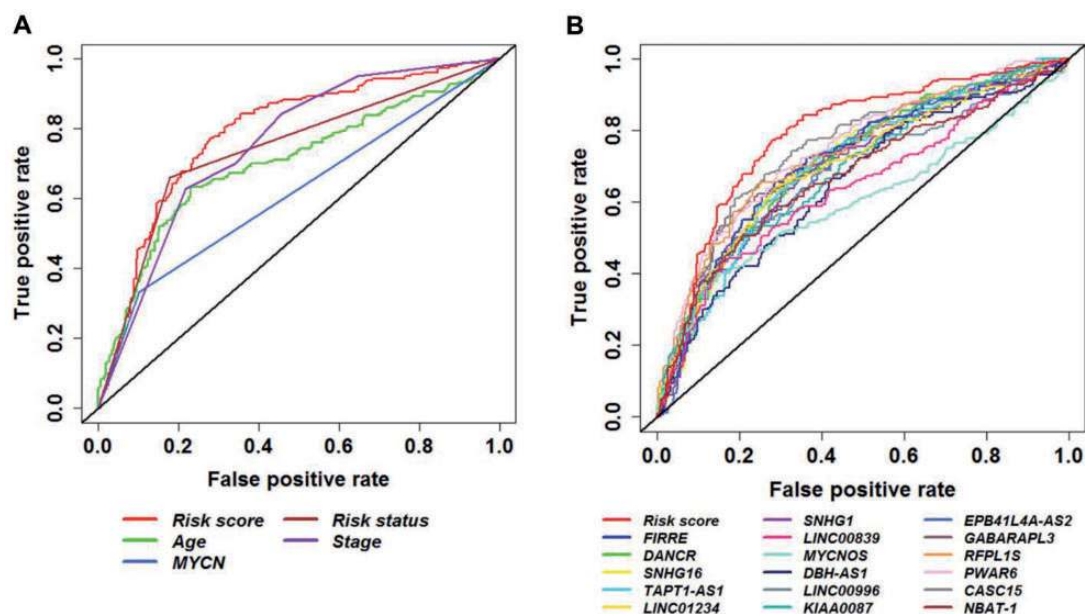 A
True positive rate
1.0
0.8
0.6
0.4
0.2
0.0
0.0 0.2 0.4 0.6 0.8 1.0
False positive rate
Risk score Risk status
Age Stage
MYCN
B
True positive rate
1.0
0.8
0.6
0.4
0.2
0.0
0.0 0.2 0.4 0.6 0.8 1.0
False positive rate
Risk score SNHG1 EPB41L4A-AS2
FIRRE LINC00839 GABARAPL3
DANCR MYCNOS RFPL1S
SNHG16 DBH-AS1 PWAR6
TAPT1-AS1 LINC00996 CASC15
LINC01234 KIAA0087 NBAT-1